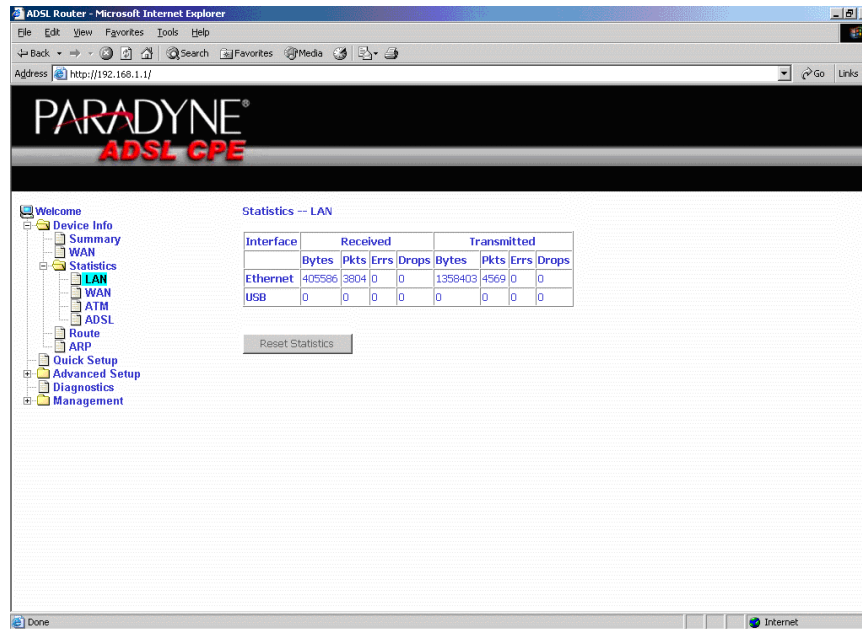 ADSL Router - Microsoft Internet Explorer
File Edit View Favorites Tools Help
Back Search Favorites Media
Address http://192.168.1.1/ Go Links
PARADYNE®
ADSL CPE
Welcome
Device Info
Summary
WAN
Statistics
LAN
WAN
ATM
ADSL
Route
ARP
Quick Setup
Advanced Setup
Diagnostics
Management
Statistics -- LAN
Interface Received Transmitted
Bytes Pkts Errs Drops Bytes Pkts Errs Drops
Ethernet 405586 3804 0 0 1358403 4569 0 0
USB 0 0 0 0 0 0 0 0
Reset Statistics
Done Internet